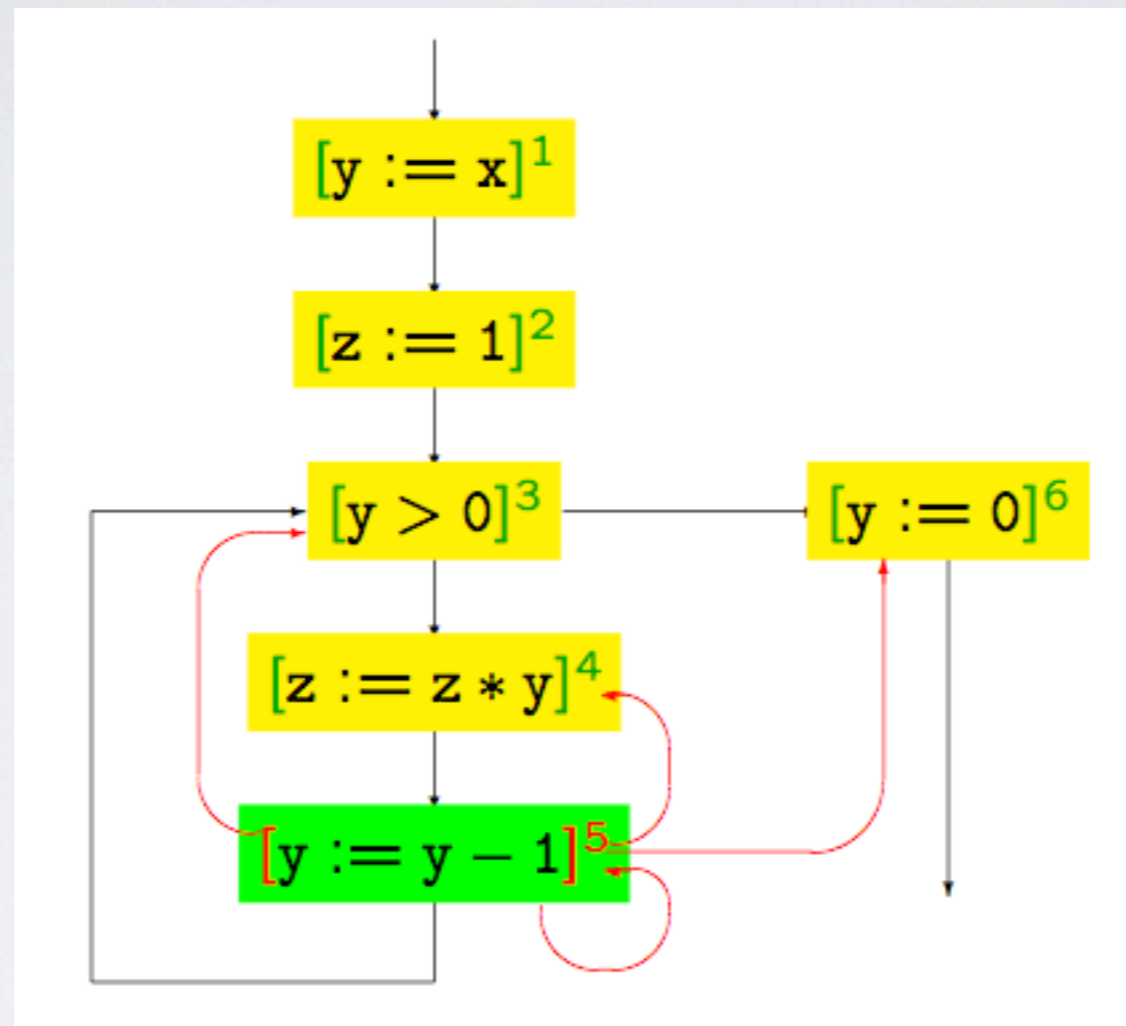 [y := x]¹
[z := 1]²
[y > 0]³
[y := 0]⁶
[z := z * y]⁴
[y := y − 1]⁵